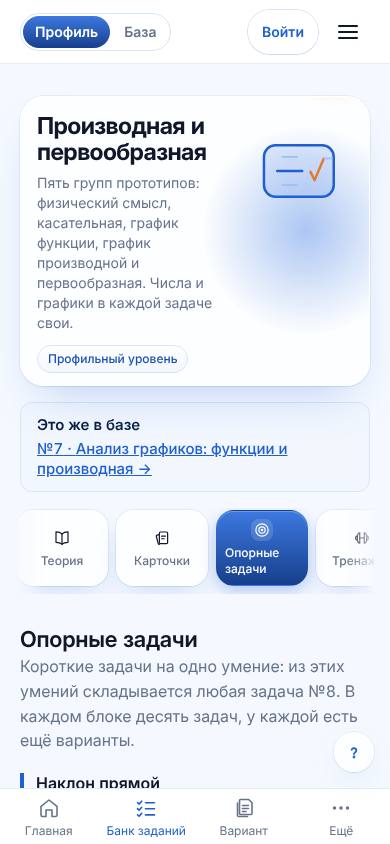 Профиль
База
Войти
Производная и
первообразная
Пять групп прототипов:
физический смысл,
касательная, график
функции, график
производной и
первообразная. Числа и
графики в каждой задаче
свои.
Профильный уровень
Это же в базе
№7 · Анализ графиков: функции и
производная →
Теория
Карточки
Опорные
задачи
Опорные задачи
Короткие задачи на одно умение: из этих
умений складывается любая задача №8. В
каждом блоке десять задач, у каждой есть
ещё варианты.
?
Наклон прямой
Главная
Банк заданий
Вариант
Ещё